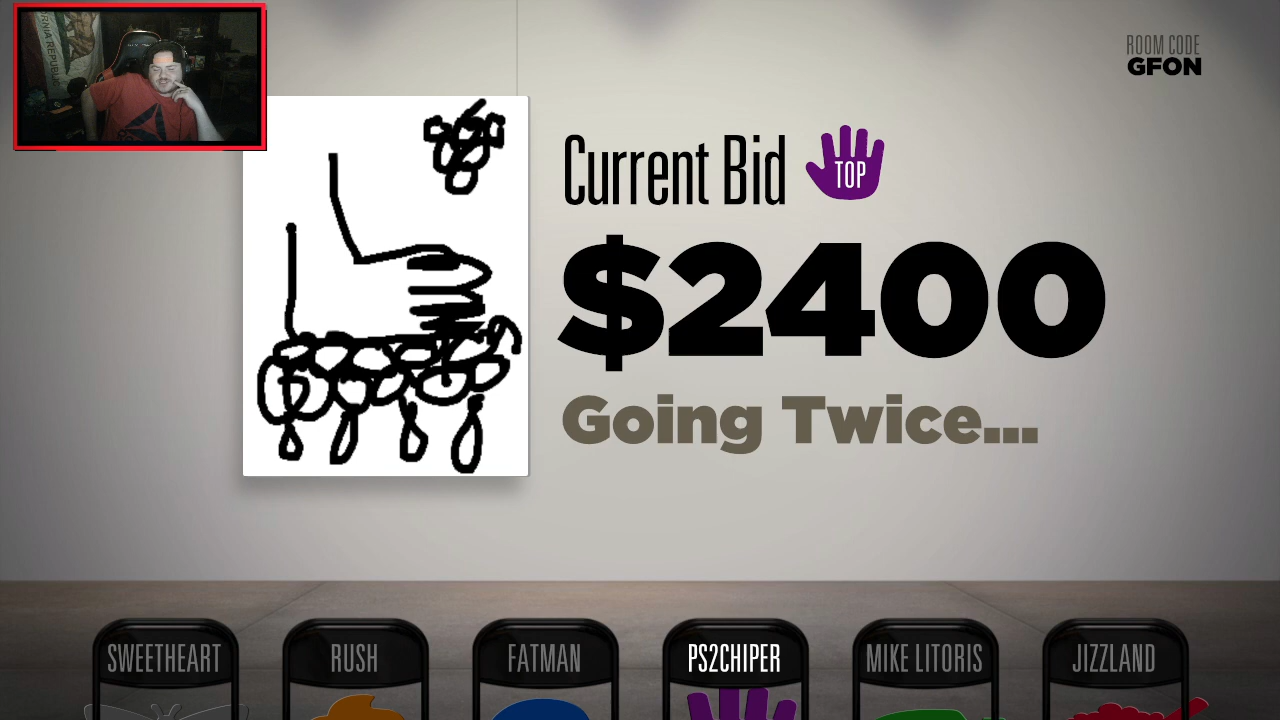 ROOM CODE
GFON
Current Bid
TOP
$2400
Going Twice...
SWEETHEART
RUSH
FATMAN
PS2CHIPER
MIKE LITORIS
JIZZLAND